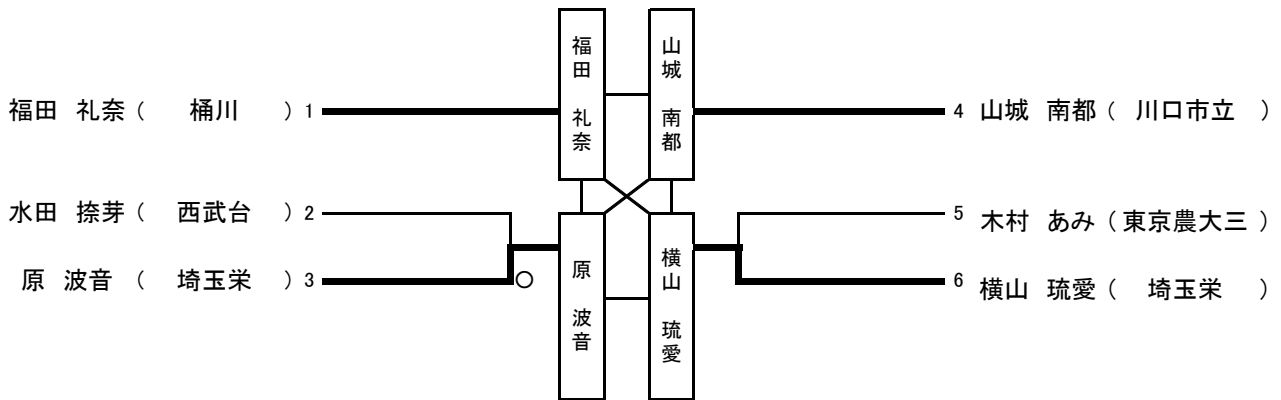 福田 礼奈 ( 桶川 ) 1
水田 捺芽 ( 西武台 ) 2
原 波音 ( 埼玉栄 ) 3
○
福田 礼奈
山城 南都
原 波音
横山 琉愛
4 山城 南都 ( 川口市立 )
5 木村 あみ ( 東京農大三 )
6 横山 琉愛 ( 埼玉栄 )